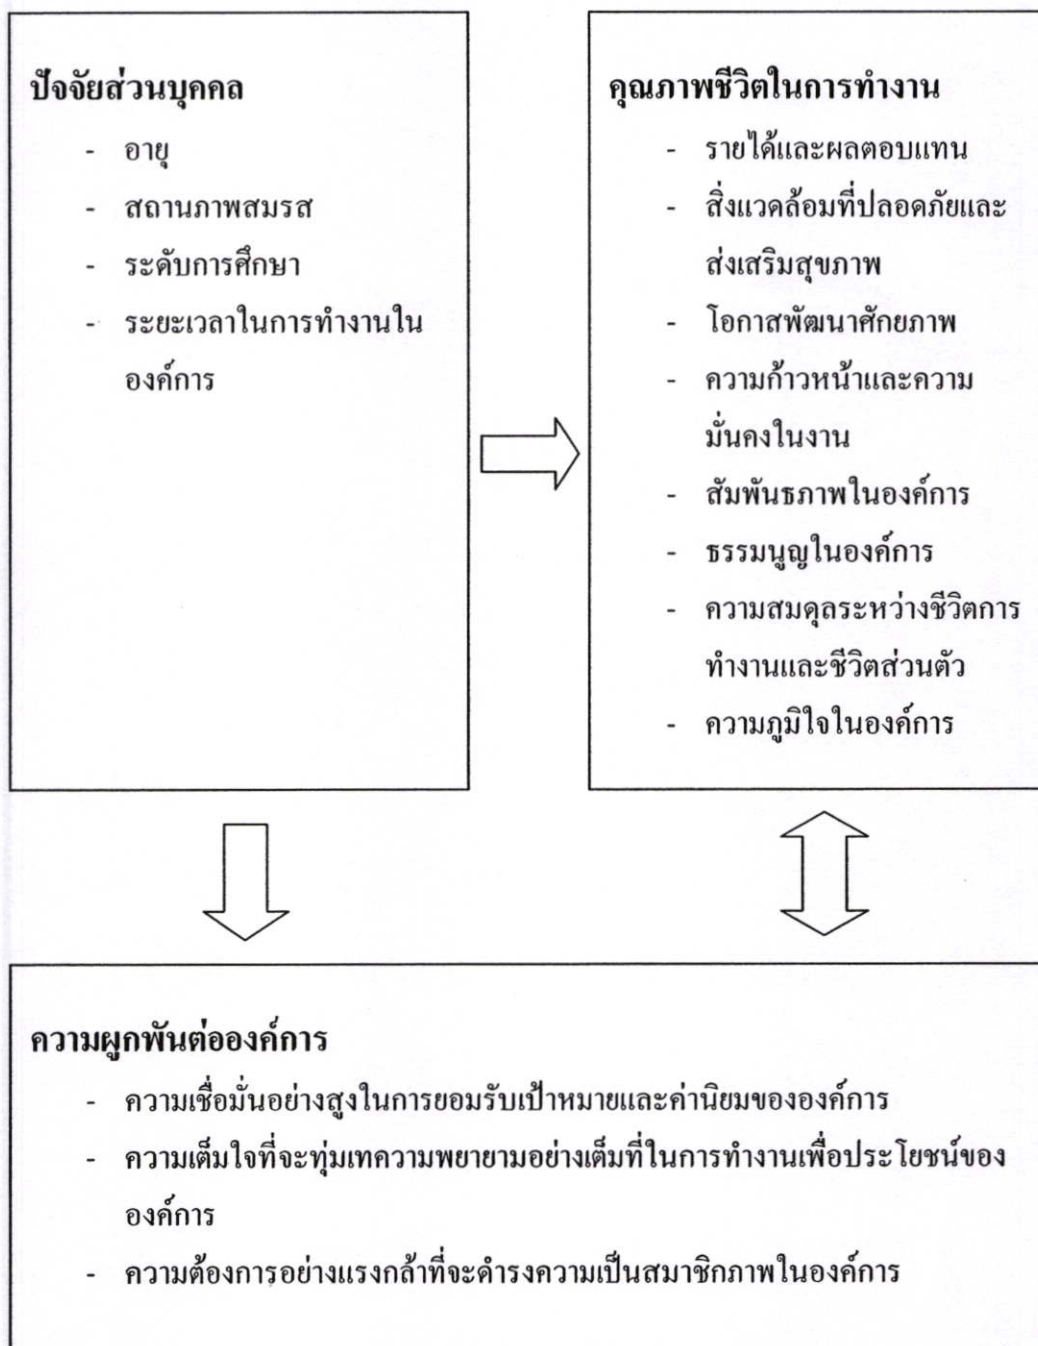 ปัจจัยส่วนบุคคล
- อายุ
- สถานภาพสมรส
- ระดับการศึกษา
- ระยะเวลาในการทำงานใน
องค์การ
คุณภาพชีวิตในการทำงาน
- รายได้และผลตอบแทน
- สิ่งแวดล้อมที่ปลอดภัยและ
ส่งเสริมสุขภาพ
- โอกาสพัฒนาศักยภาพ
- ความก้าวหน้าและความ
มั่นคงในงาน
- สัมพันธภาพในองค์การ
- ธรรมนูญในองค์การ
- ความสมดุลระหว่างชีวิตการ
ทำงานและชีวิตส่วนตัว
- ความภูมิใจในองค์การ
ความผูกพันต่อองค์การ
- ความเชื่อมั่นอย่างสูงในการยอมรับเป้าหมายและค่านิยมขององค์การ
- ความเต็มใจที่จะทุ่มเทความพยายามอย่างเต็มที่ในการทำงานเพื่อประโยชน์ของ
องค์การ
- ความต้องการอย่างแรงกล้าที่จะดำรงความเป็นสมาชิกภาพในองค์การ